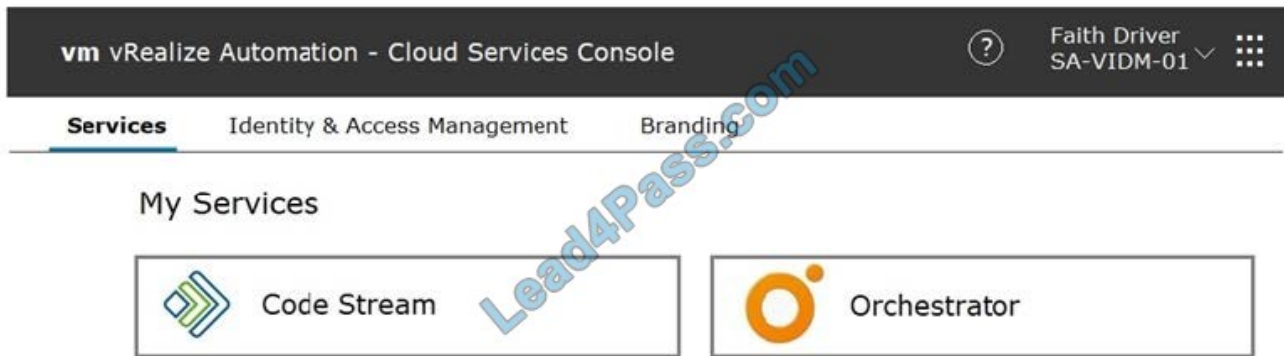 vm vRealize Automation - Cloud Services Console
?
Faith Driver
SA-VIDM-01
Services Identity & Access Management Branding
My Services
Code Stream
Orchestrator
Lead4Pass.com